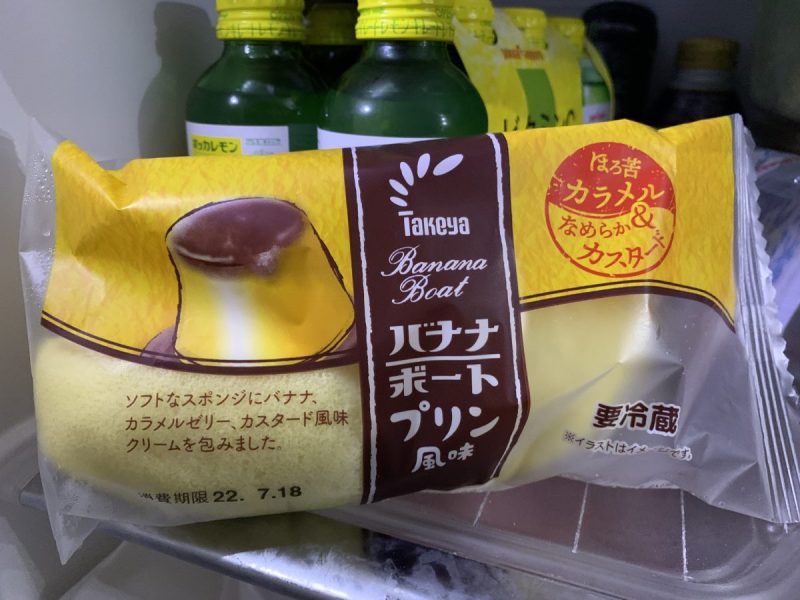 ポッカレモン
Takeya
Banana
Boat
バナナ
ボート
プリン
風味
ほろ苦
カラメル
&
なめらか
カスタード
ソフトなスポンジにバナナ、
カラメルゼリー、カスタード風味
クリームを包みました。
消費期限 22. 7.18
要冷蔵
※イラストはイメージです。